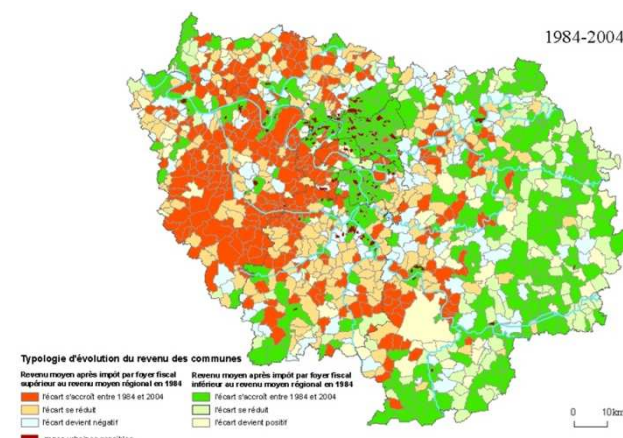 1984-2004
Typologie d'évolution du revenu des communes
Revenu moyen après impôt par foyer fiscal
supérieur au revenu moyen régional en 1984
l'écart s'accroît entre 1984 et 2004
l'écart se réduit
l'écart devient négatif
Revenu moyen après impôt par foyer fiscal
inférieur au revenu moyen régional en 1984
l'écart s'accroît entre 1984 et 2004
l'écart se réduit
l'écart devient positif
0 10km